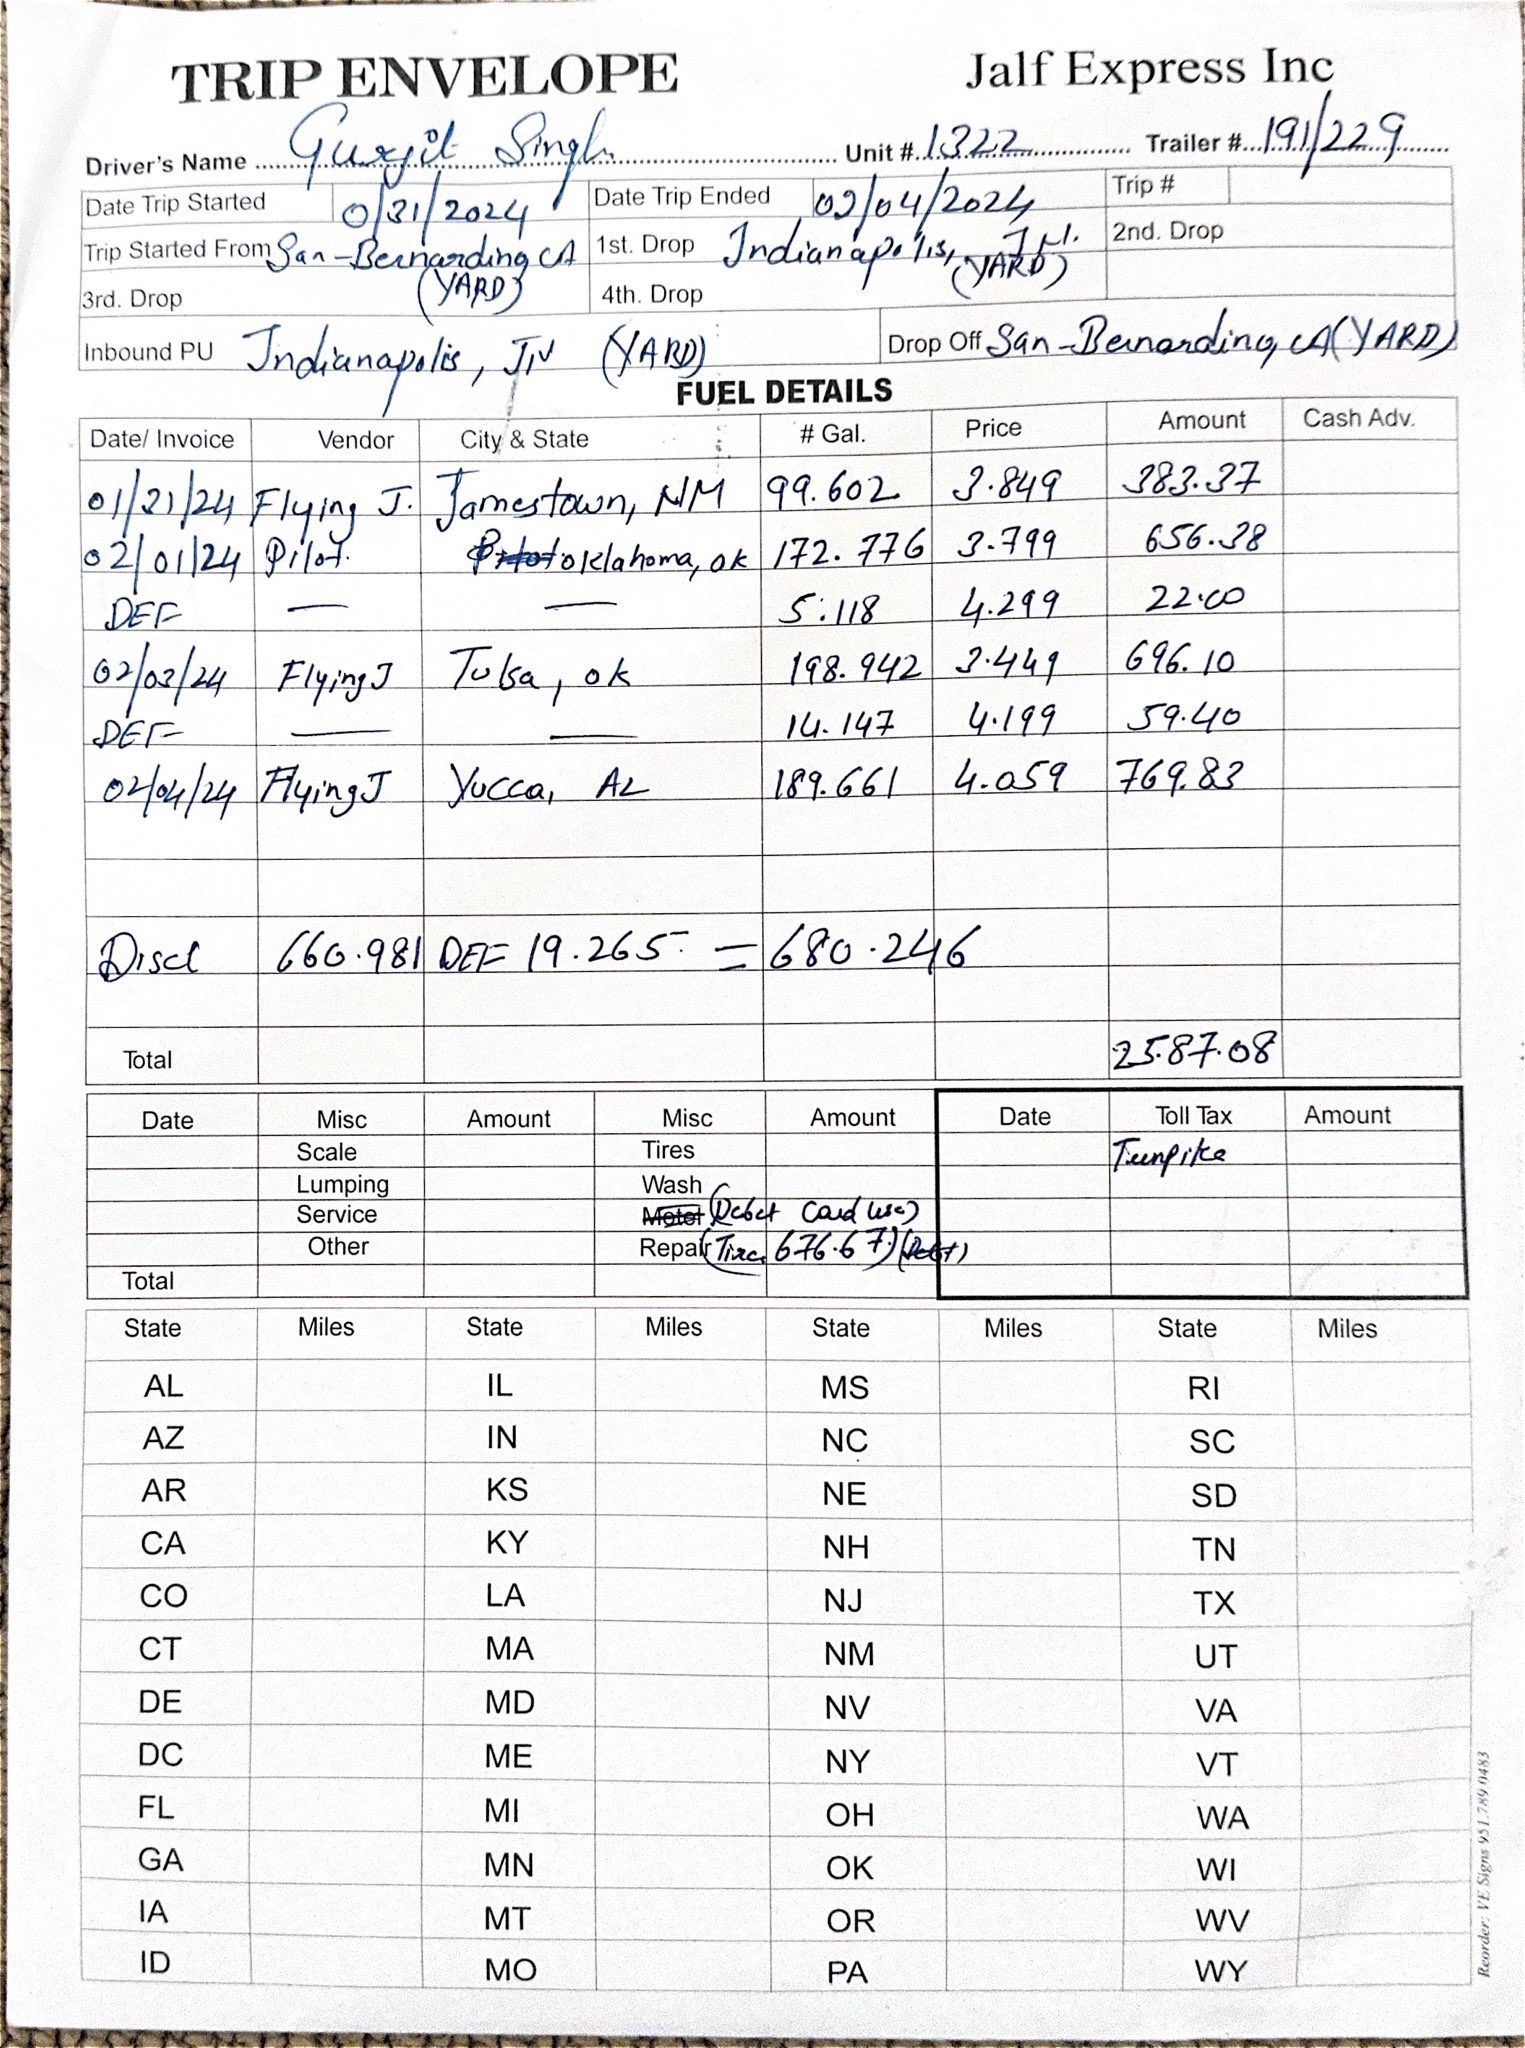 TRIP ENVELOPE Jalf Express Inc
Driver's Name Gurjit Singh Unit # 1322 Trailer # 191/229
Date Trip Started 0/31/2024 Date Trip Ended 02/04/2024 Trip #
Trip Started From San-Bernarding CA (YARD) 1st. Drop Indianapolis, (YARD) 2nd. Drop
3rd. Drop 4th. Drop
Inbound PU Indianapolis, IN (YARD) Drop Off San-Bernarding, CA (YARD)
FUEL DETAILS
Date/ Invoice Vendor City & State # Gal. Price Amount Cash Adv.
01/31/24 Flying J. Jamestown, NM 99.602 3.849 383.37
02/01/24 Pilot. Oklahoma, ok 172.776 3.799 656.38
DEF — — 5.118 4.299 22.00
02/03/24 Flying J Tulsa, ok 198.942 3.449 696.10
DEF — — 14.147 4.199 59.40
02/04/24 Flying J Yucca, AZ 189.661 4.059 769.83
Disel 660.981 DEF 19.265 = 680.246
Total 2587.08
Date Misc Amount Misc Amount Date Toll Tax Amount
Scale Tires Turnpike
Lumping Wash
Service Motel (Debet Card use)
Other Repair (Tire. 676.67) (Debt)
Total
State Miles State Miles State Miles State Miles
AL IL MS RI
AZ IN NC SC
AR KS NE SD
CA KY NH TN
CO LA NJ TX
CT MA NM UT
DE MD NV VA
DC ME NY VT
FL MI OH WA
GA MN OK WI
IA MT OR WV
ID MO PA WY
Reorder: VE Signs 951.789.0483